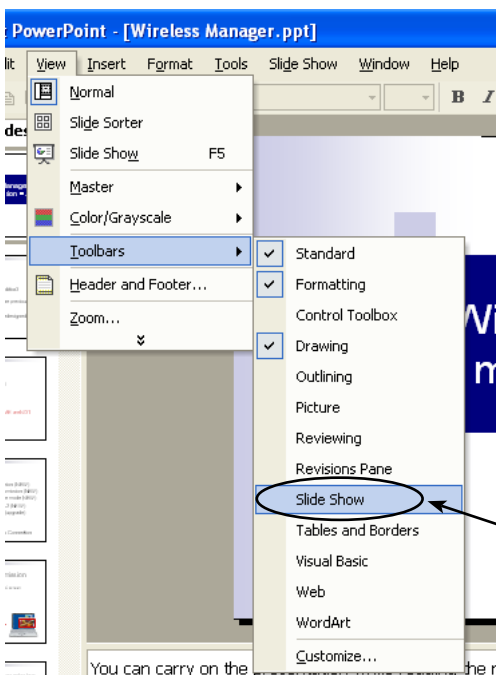 PowerPoint - [Wireless Manager.ppt]
dit View Insert Format Tools Slide Show Window Help
B I
Normal
Slide Sorter
Slide Show F5
Master
Color/Grayscale
Toolbars
Header and Footer...
Zoom...
Standard
Formatting
Control Toolbox
Drawing
Outlining
Picture
Reviewing
Revisions Pane
Slide Show
Tables and Borders
Visual Basic
Web
WordArt
Customize...
Wi
m
You can carry on the